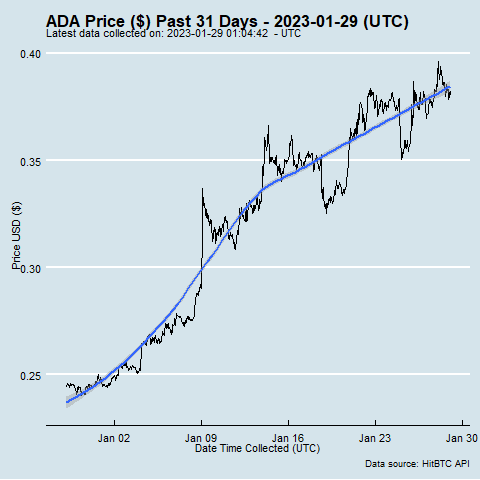 ADA Price ($) Past 31 Days - 2023-01-29 (UTC)
Latest data collected on: 2023-01-29 01:04:42 - UTC
0.40
0.35
0.30
0.25
Price USD ($)
Jan 02 Jan 09 Jan 16 Jan 23 Jan 30
Date Time Collected (UTC)
Data source: HitBTC API